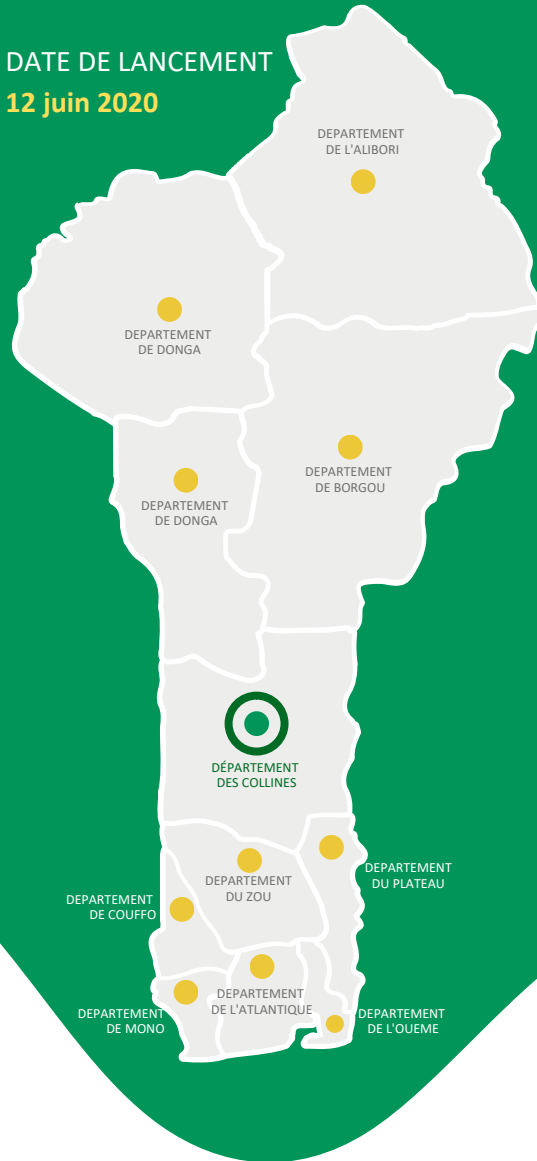 DATE DE LANCEMENT
12 juin 2020
DEPARTEMENT
DE L'ALIBORI
DEPARTEMENT
DE DONGA
DEPARTEMENT
DE BORGOU
DEPARTEMENT
DE DONGA
DÉPARTEMENT
DES COLLINES
DEPARTEMENT
DU PLATEAU
DEPARTEMENT
DU ZOU
DEPARTEMENT
DE COUFFO
DEPARTEMENT
DE L'ATLANTIQUE
DEPARTEMENT
DE MONO
DEPARTEMENT
DE L'OUEME